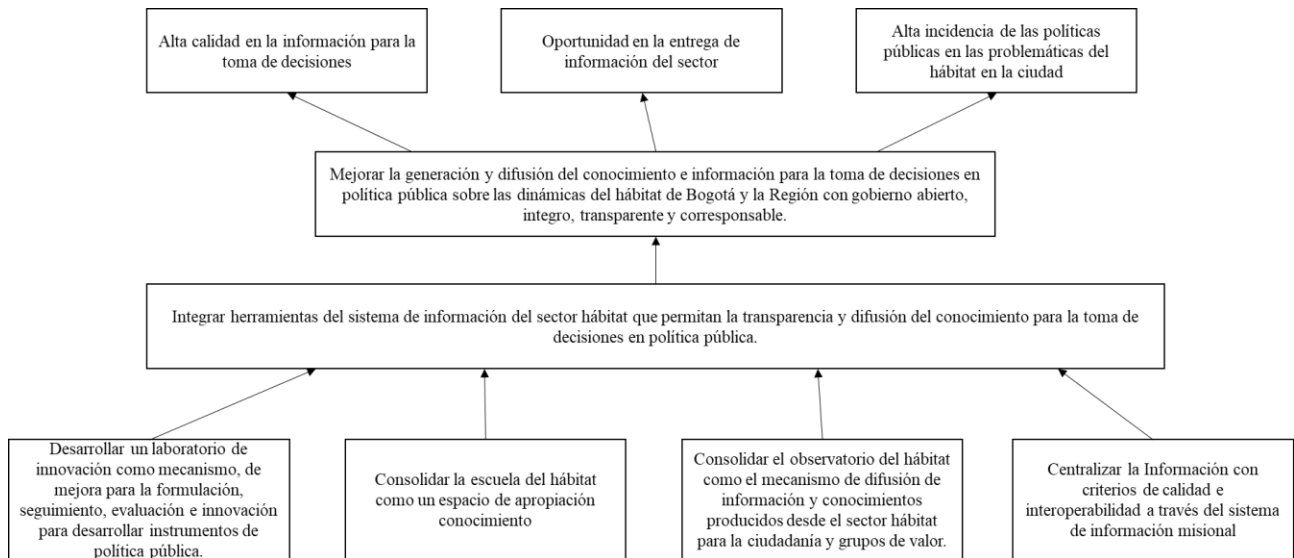 Alta calidad en la información para la
toma de decisiones
Oportunidad en la entrega de
información del sector
Alta incidencia de las políticas
públicas en las problemáticas del
hábitat en la ciudad
Mejorar la generación y difusión del conocimiento e información para la toma de decisiones en
política pública sobre las dinámicas del hábitat de Bogotá y la Región con gobierno abierto,
integro, transparente y corresponsable.
Integrar herramientas del sistema de información del sector hábitat que permitan la transparencia y difusión del conocimiento para la toma de
decisiones en política pública.
Desarrollar un laboratorio de
innovación como mecanismo, de
mejora para la formulación,
seguimiento, evaluación e innovación
para desarrollar instrumentos de
política pública.
Consolidar la escuela del hábitat
como un espacio de apropiación
conocimiento
Consolidar el observatorio del hábitat
como el mecanismo de difusión de
información y conocimientos
producidos desde el sector hábitat
para la ciudadanía y grupos de valor.
Centralizar la Información con
criterios de calidad e
interoperabilidad a través del sistema
de información misional